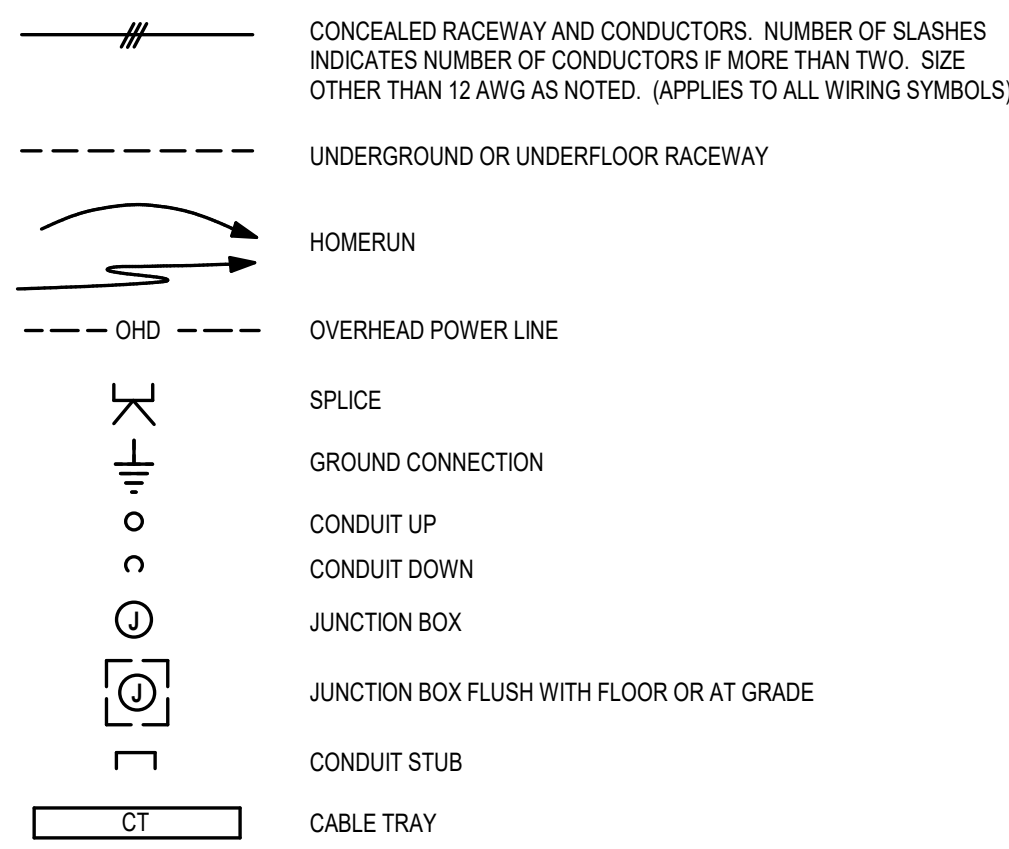 CONCEALED RACEWAY AND CONDUCTORS. NUMBER OF SLASHES
INDICATES NUMBER OF CONDUCTORS IF MORE THAN TWO. SIZE
OTHER THAN 12 AWG AS NOTED. (APPLIES TO ALL WIRING SYMBOLS)
UNDERGROUND OR UNDERFLOOR RACEWAY
HOMERUN
OHD OVERHEAD POWER LINE
SPLICE
GROUND CONNECTION
CONDUIT UP
CONDUIT DOWN
J JUNCTION BOX
J JUNCTION BOX FLUSH WITH FLOOR OR AT GRADE
CONDUIT STUB
CT CABLE TRAY